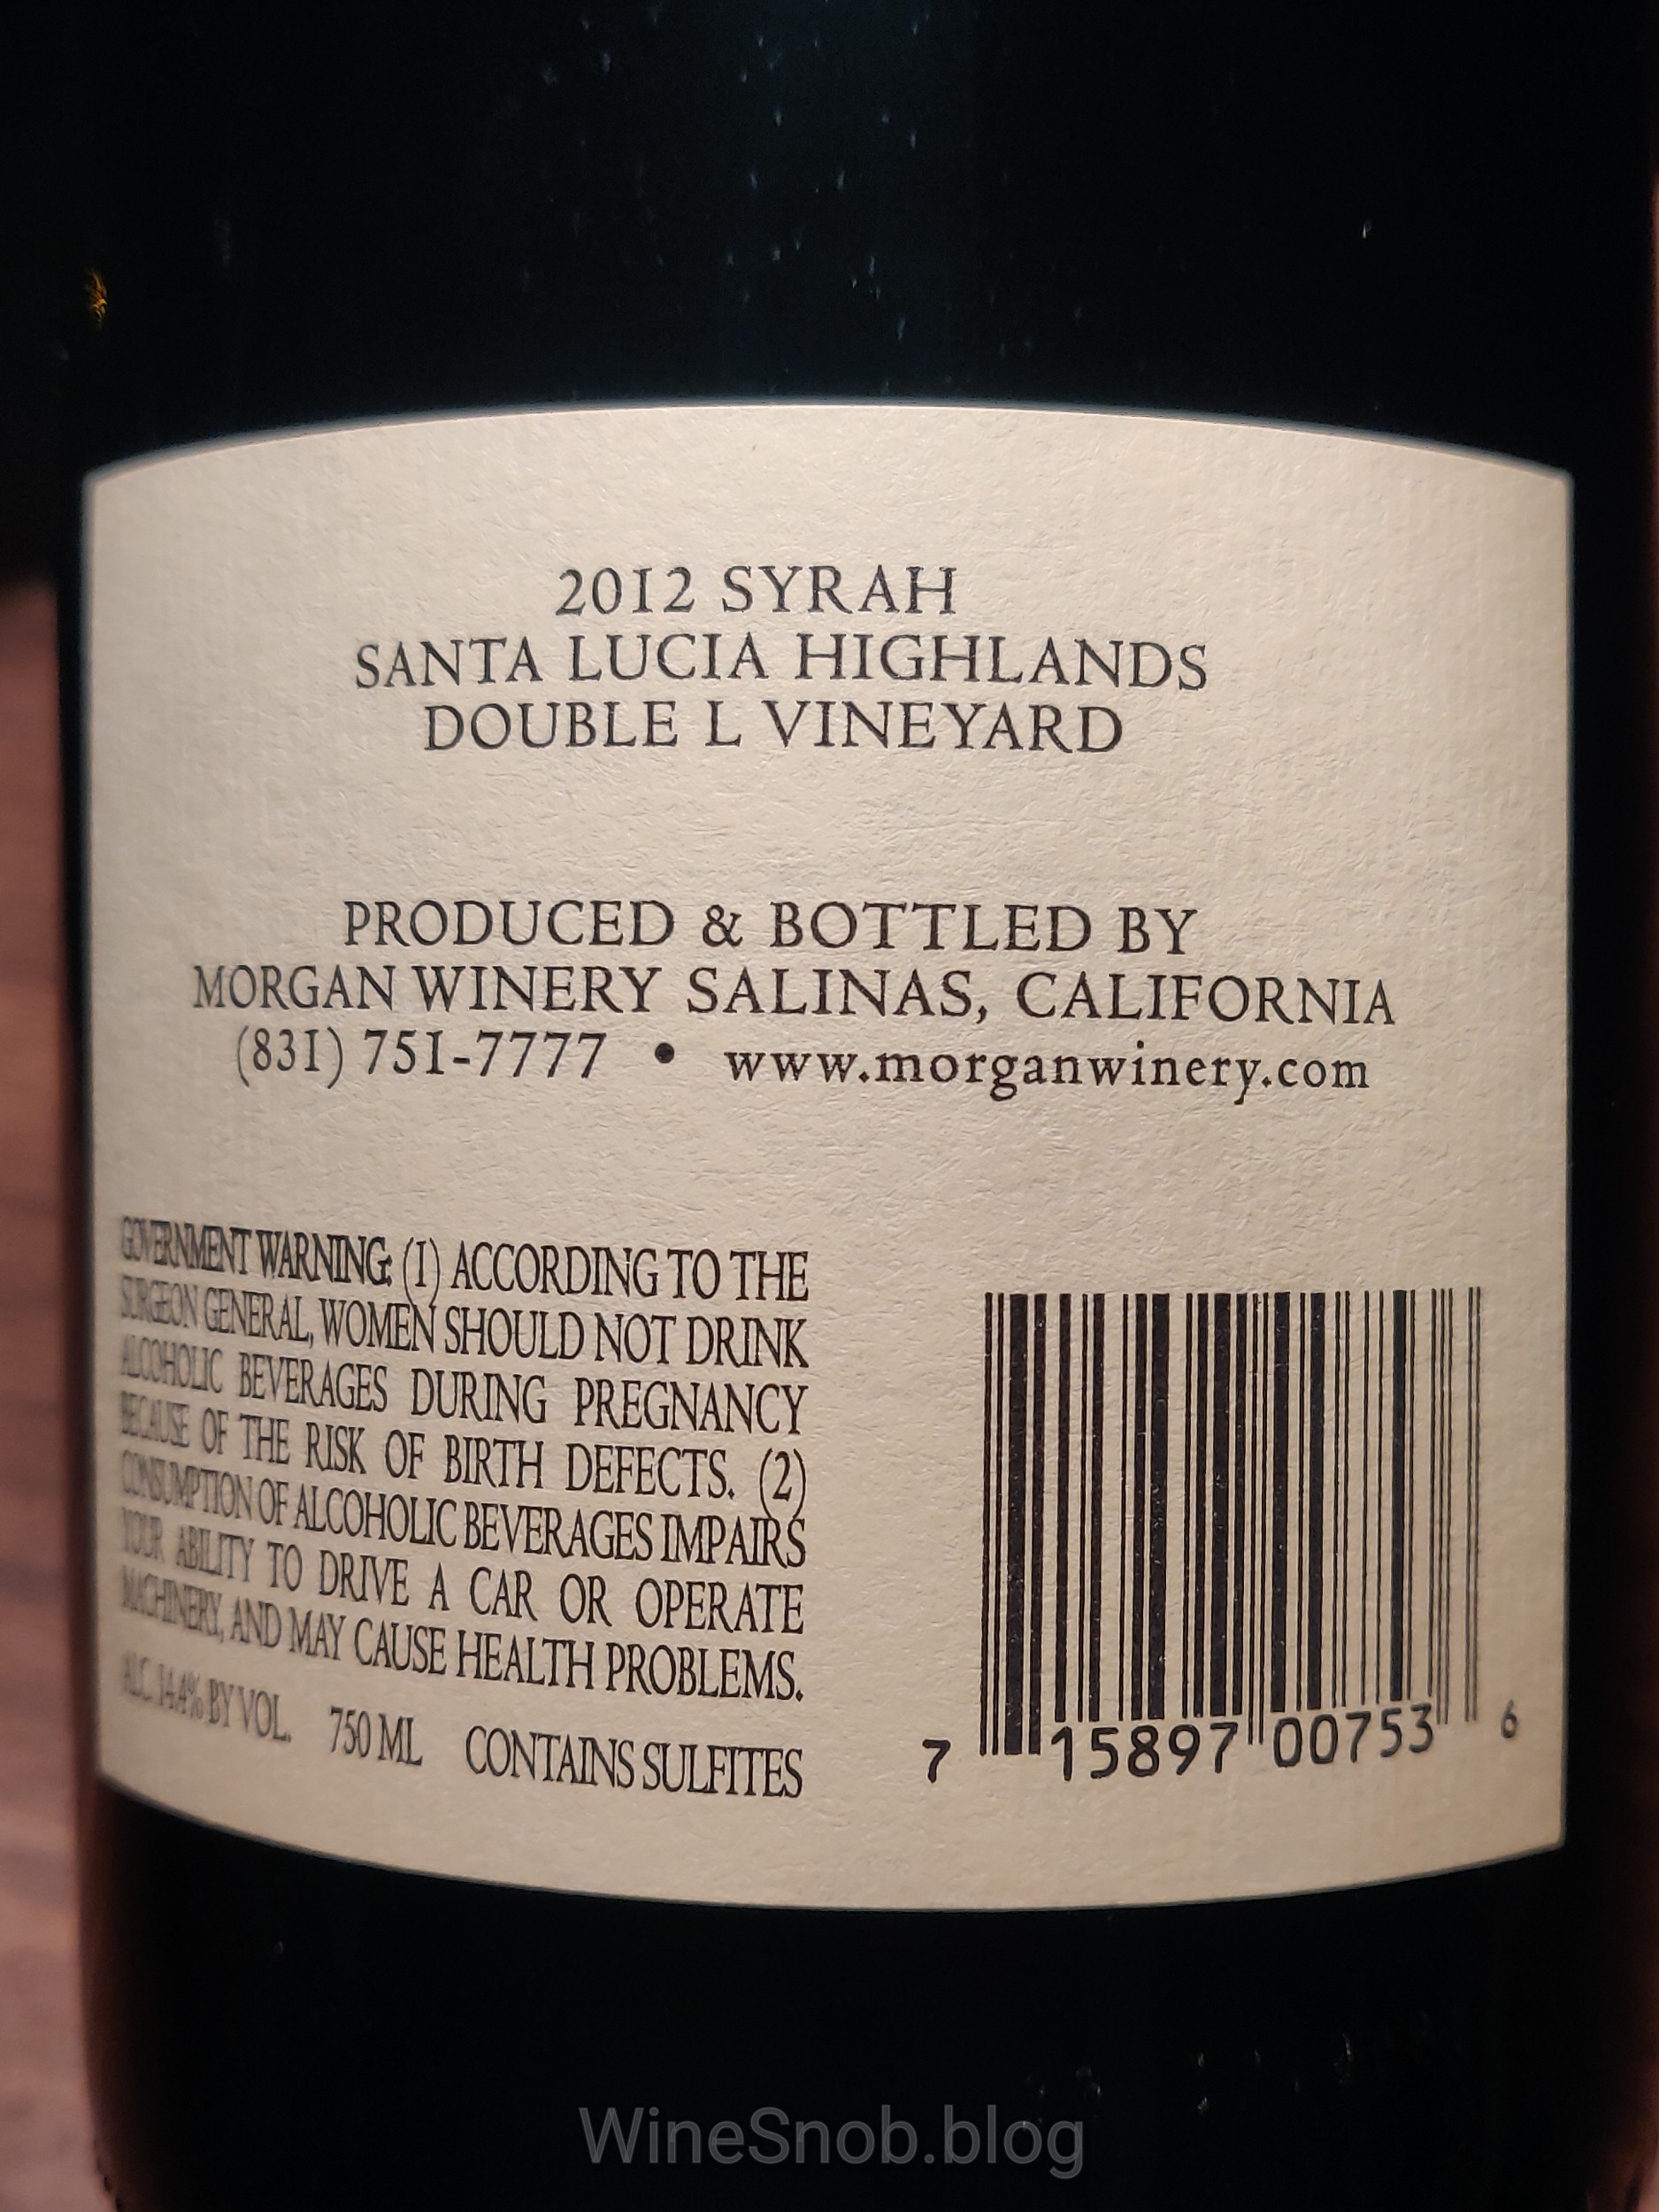 2012 SYRAH
SANTA LUCIA HIGHLANDS
DOUBLE L VINEYARD
PRODUCED & BOTTLED BY
MORGAN WINERY SALINAS, CALIFORNIA
(831) 751-7777 • www.morganwinery.com
GOVERNMENT WARNING: (1) ACCORDING TO THE
SURGEON GENERAL, WOMEN SHOULD NOT DRINK
ALCOHOLIC BEVERAGES DURING PREGNANCY
BECAUSE OF THE RISK OF BIRTH DEFECTS. (2)
CONSUMPTION OF ALCOHOLIC BEVERAGES IMPAIRS
YOUR ABILITY TO DRIVE A CAR OR OPERATE
MACHINERY, AND MAY CAUSE HEALTH PROBLEMS.
ALC. 14.4% BY VOL. 750 ML CONTAINS SULFITES
7 15897 00753 6
WineSnob.blog